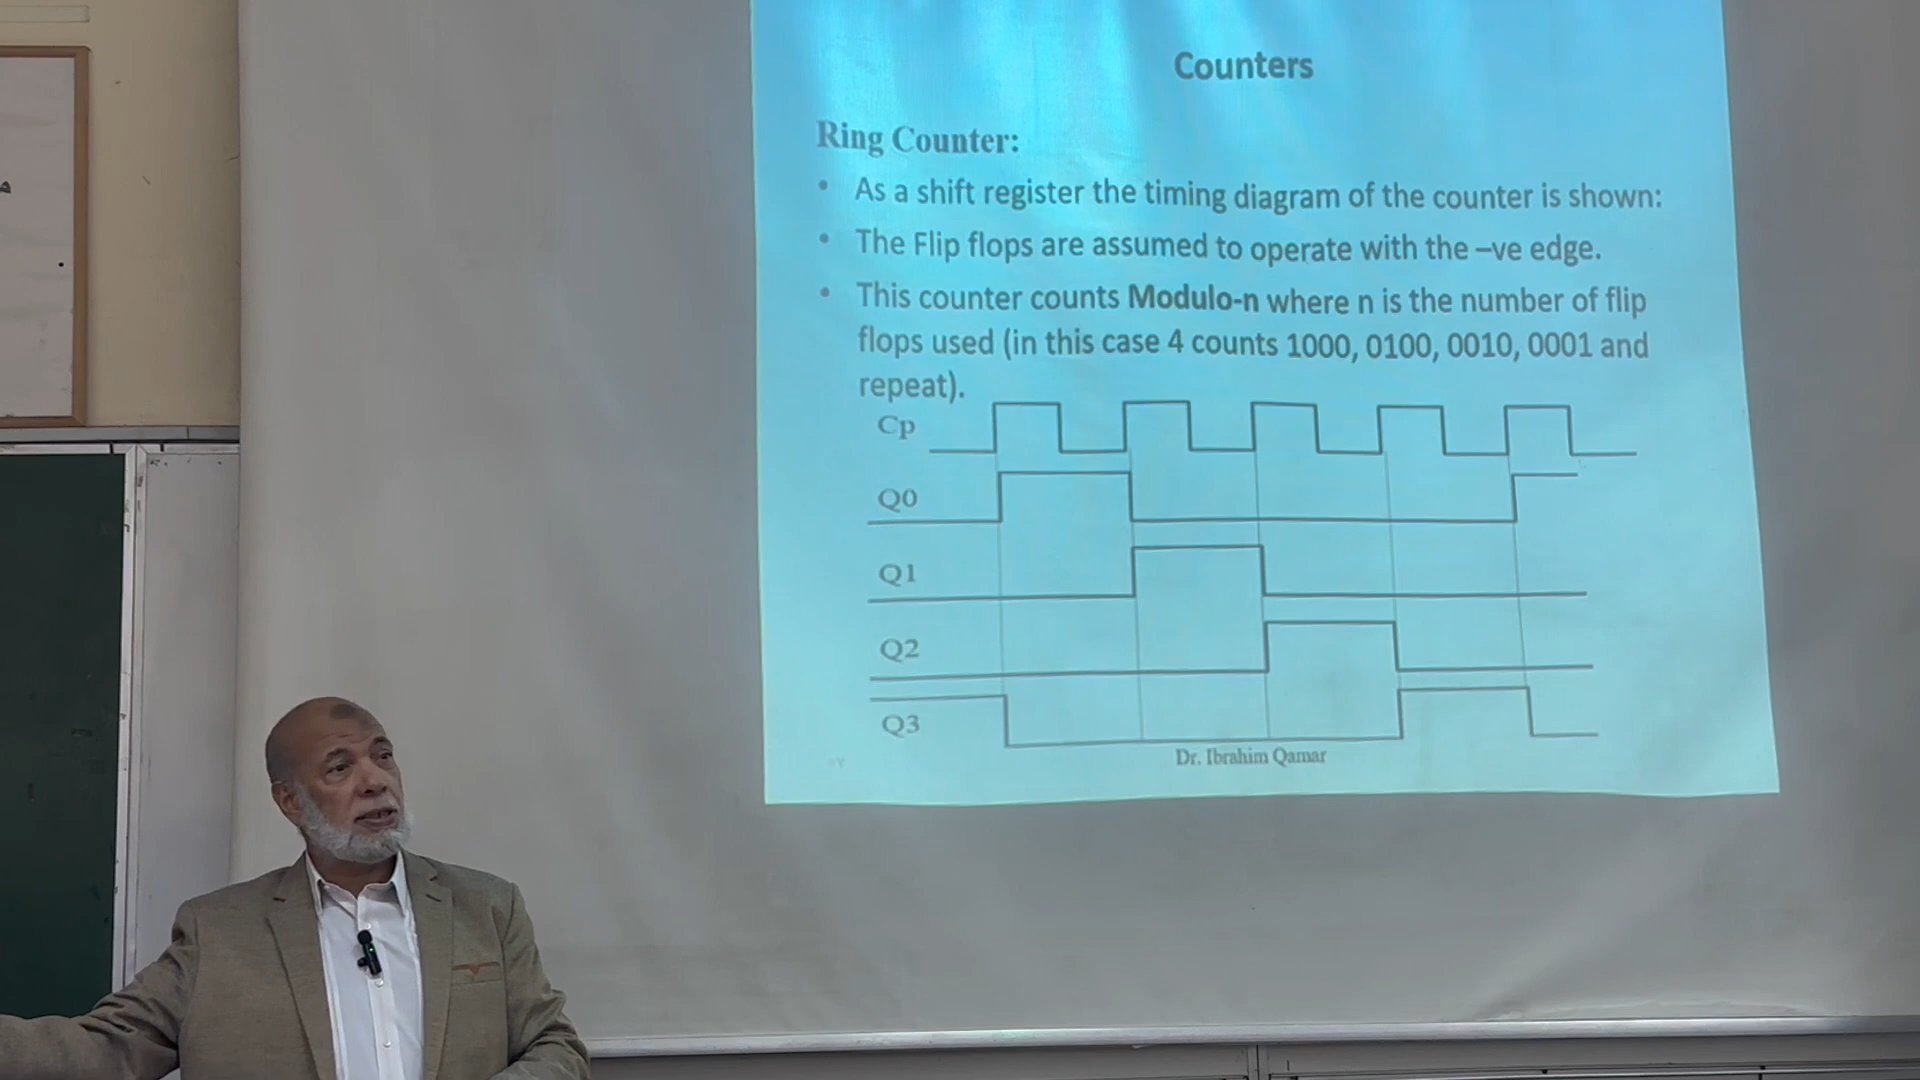 Counters
Ring Counter:
• As a shift register the timing diagram of the counter is shown:
• The Flip flops are assumed to operate with the –ve edge.
• This counter counts Modulo-n where n is the number of flip
flops used (in this case 4 counts 1000, 0100, 0010, 0001 and
repeat).
Cp
Q0
Q1
Q2
Q3
Dr. Ibrahim Qamar